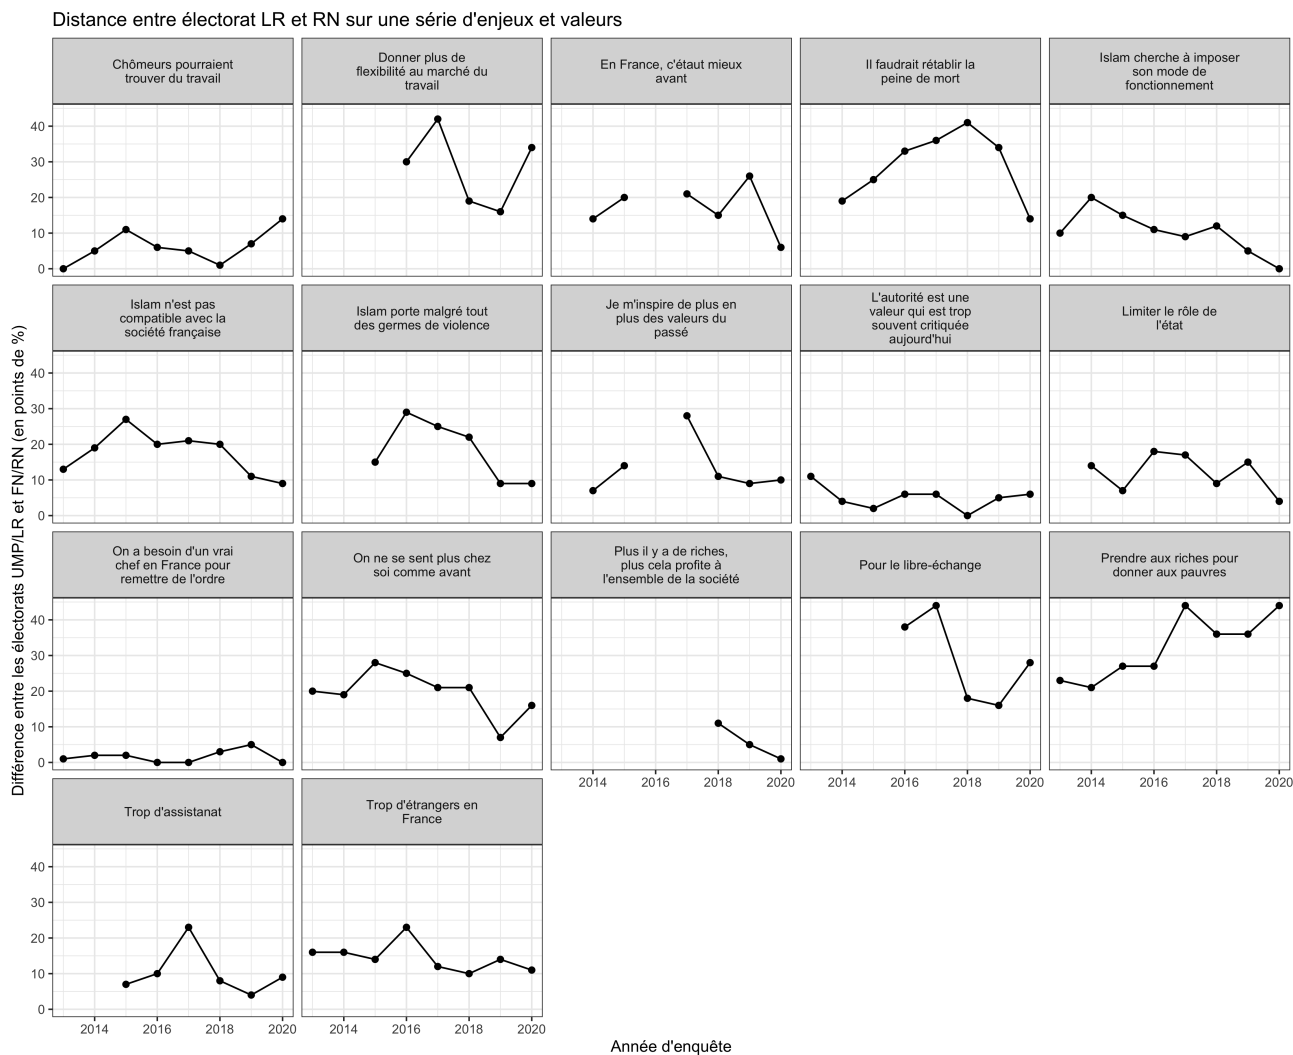 Distance entre électorat LR et RN sur une série d'enjeux et valeurs
Chômeurs pourraient
trouver du travail
Donner plus de
flexibilité au marché du
travail
En France, c'étaut mieux
avant
Il faudrait rétablir la
peine de mort
Islam cherche à imposer
son mode de
fonctionnement
40
30
20
10
0
Islam n'est pas
compatible avec la
société française
Islam porte malgré tout
des germes de violence
Je m'inspire de plus en
plus des valeurs du
passé
L'autorité est une
valeur qui est trop
souvent critiquée
aujourd'hui
Limiter le rôle de
l'état
40
30
20
10
0
On a besoin d'un vrai
chef en France pour
remettre de l'ordre
On ne se sent plus chez
soi comme avant
Plus il y a de riches,
plus cela profite à
l'ensemble de la société
Pour le libre-échange
Prendre aux riches pour
donner aux pauvres
40
30
20
10
0
2014 2016 2018 2020
2014 2016 2018 2020
2014 2016 2018 2020
Trop d'assistanat
Trop d'étrangers en
France
40
30
20
10
0
2014 2016 2018 2020
2014 2016 2018 2020
Année d'enquête
Différence entre les électorats UMP/LR et FN/RN (en points de %)